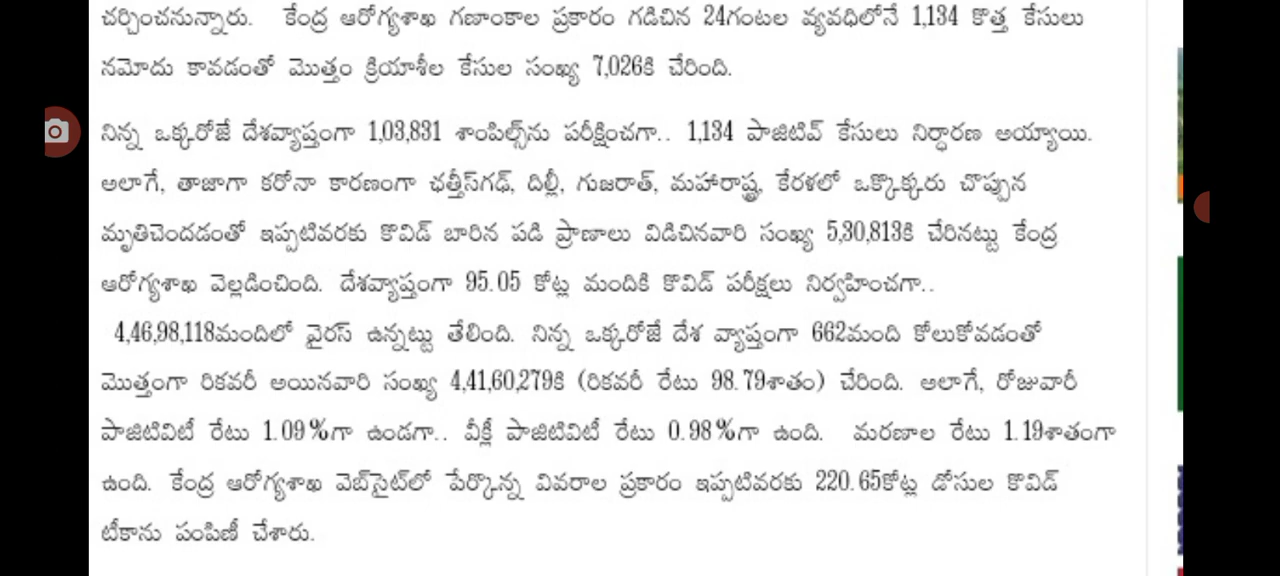 చర్చించనున్నారు. కేంద్ర ఆరోగ్యశాఖ గణాంకాల ప్రకారం గడిచిన 24గంటల వ్యవధిలోనే 1,134 కొత్త కేసులు
నమోదు కావడంతో మొత్తం క్రియాశీల కేసుల సంఖ్య 7,026కి చేరింది.
నిన్న ఒక్కరోజే దేశవ్యాప్తంగా 1,03,831 శాంపిల్స్‌ను పరీక్షించగా.. 1,134 పాజిటివ్ కేసులు నిర్ధారణ అయ్యాయి.
అలాగే, తాజాగా కరోనా కారణంగా ఛత్తీస్‌గఢ్, దిల్లీ, గుజరాత్, మహారాష్ట్ర, కేరళలో ఒక్కొక్కరు చొప్పున
మృతిచెందడంతో ఇప్పటివరకు కొవిడ్ బారిన పడి ప్రాణాలు విడిచినవారి సంఖ్య 5,30,813కి చేరినట్టు కేంద్ర
ఆరోగ్యశాఖ వెల్లడించింది. దేశవ్యాప్తంగా 95.05 కోట్ల మందికి కొవిడ్ పరీక్షలు నిర్వహించగా..
4,46,98,118మందిలో వైరస్ ఉన్నట్టు తేలింది. నిన్న ఒక్కరోజే దేశ వ్యాప్తంగా 662మంది కోలుకోవడంతో
మొత్తంగా రికవరీ అయినవారి సంఖ్య 4,41,60,279కి (రికవరీ రేటు 98.79శాతం) చేరింది. అలాగే, రోజువారీ
పాజిటివిటీ రేటు 1.09%గా ఉండగా.. వీక్లీ పాజిటివిటీ రేటు 0.98%గా ఉంది. మరణాల రేటు 1.19శాతంగా
ఉంది. కేంద్ర ఆరోగ్యశాఖ వెబ్‌సైట్‌లో పేర్కొన్న వివరాల ప్రకారం ఇప్పటివరకు 220.65కోట్ల డోసుల కొవిడ్
టీకాను పంపిణీ చేశారు.